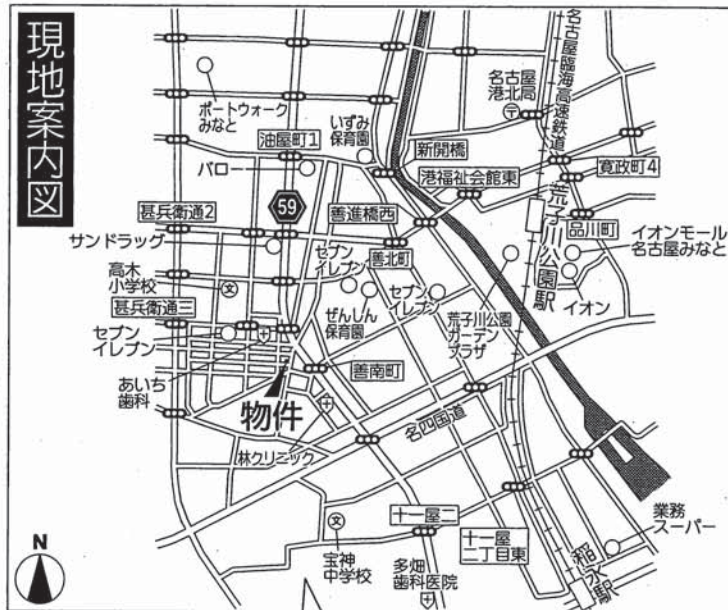 現地案内図
名古屋臨海高速鉄道
名古屋
港北局
〒
ポートウォーク
みなと
いずみ
保育園
油屋町1
バロー
新開橋
港福祉会館東
寛政町4
59
甚兵衛通2
善進橋西
品川町
荒子川公園駅
イオンモール
名古屋みなと
イオン
サンドラッグ
善北町
セブン
イレブン
高木
小学校
文
甚兵衛通三
ぜんしん
保育園
セブン
イレブン
荒子川公園
ガーデン
プラザ
セブン
イレブン
あいち
歯科
善南町
物件
名四国道
林クリニック
業務
スーパー
十一屋二
十一屋
二丁目東
文
宝神
中学校
多畑
歯科医院
稲永駅
N